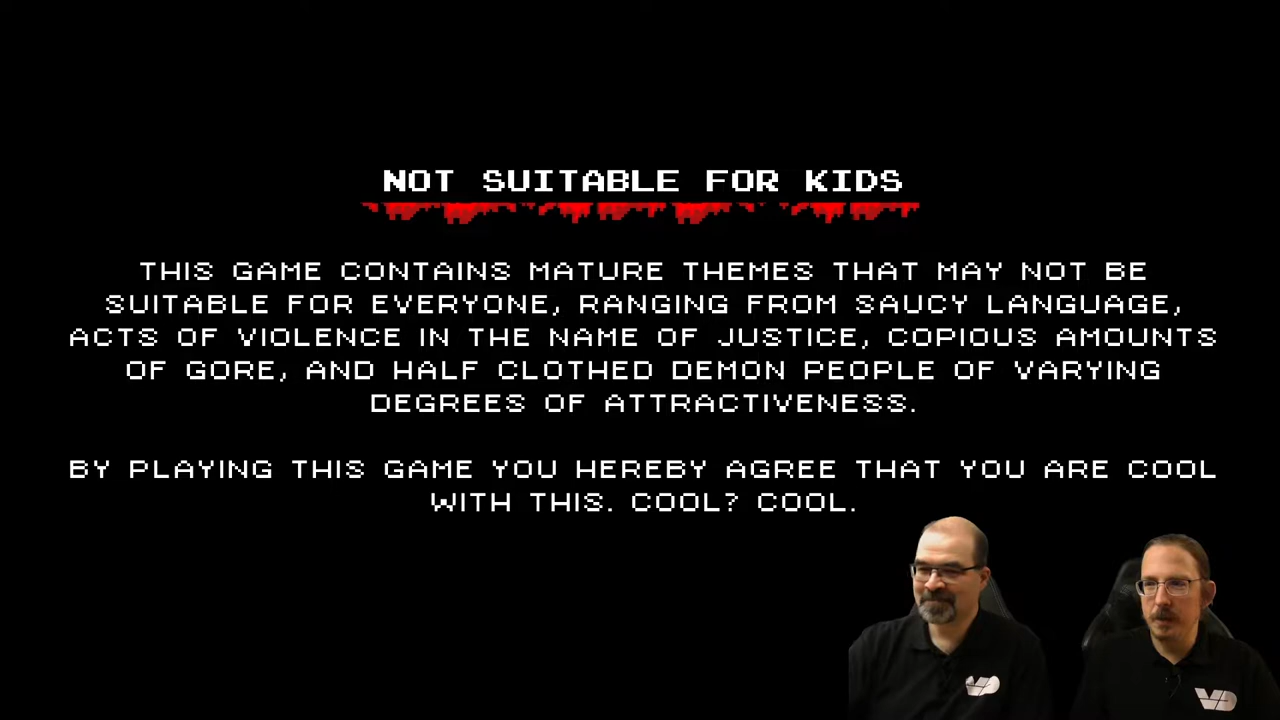 NOT SUITABLE FOR KIDS
THIS GAME CONTAINS MATURE THEMES THAT MAY NOT BE
SUITABLE FOR EVERYONE, RANGING FROM SAUCY LANGUAGE,
ACTS OF VIOLENCE IN THE NAME OF JUSTICE, COPIOUS AMOUNTS
OF GORE, AND HALF CLOTHED DEMON PEOPLE OF VARYING
DEGREES OF ATTRACTIVENESS.
BY PLAYING THIS GAME YOU HEREBY AGREE THAT YOU ARE COOL
WITH THIS. COOL? COOL.
VD
VD